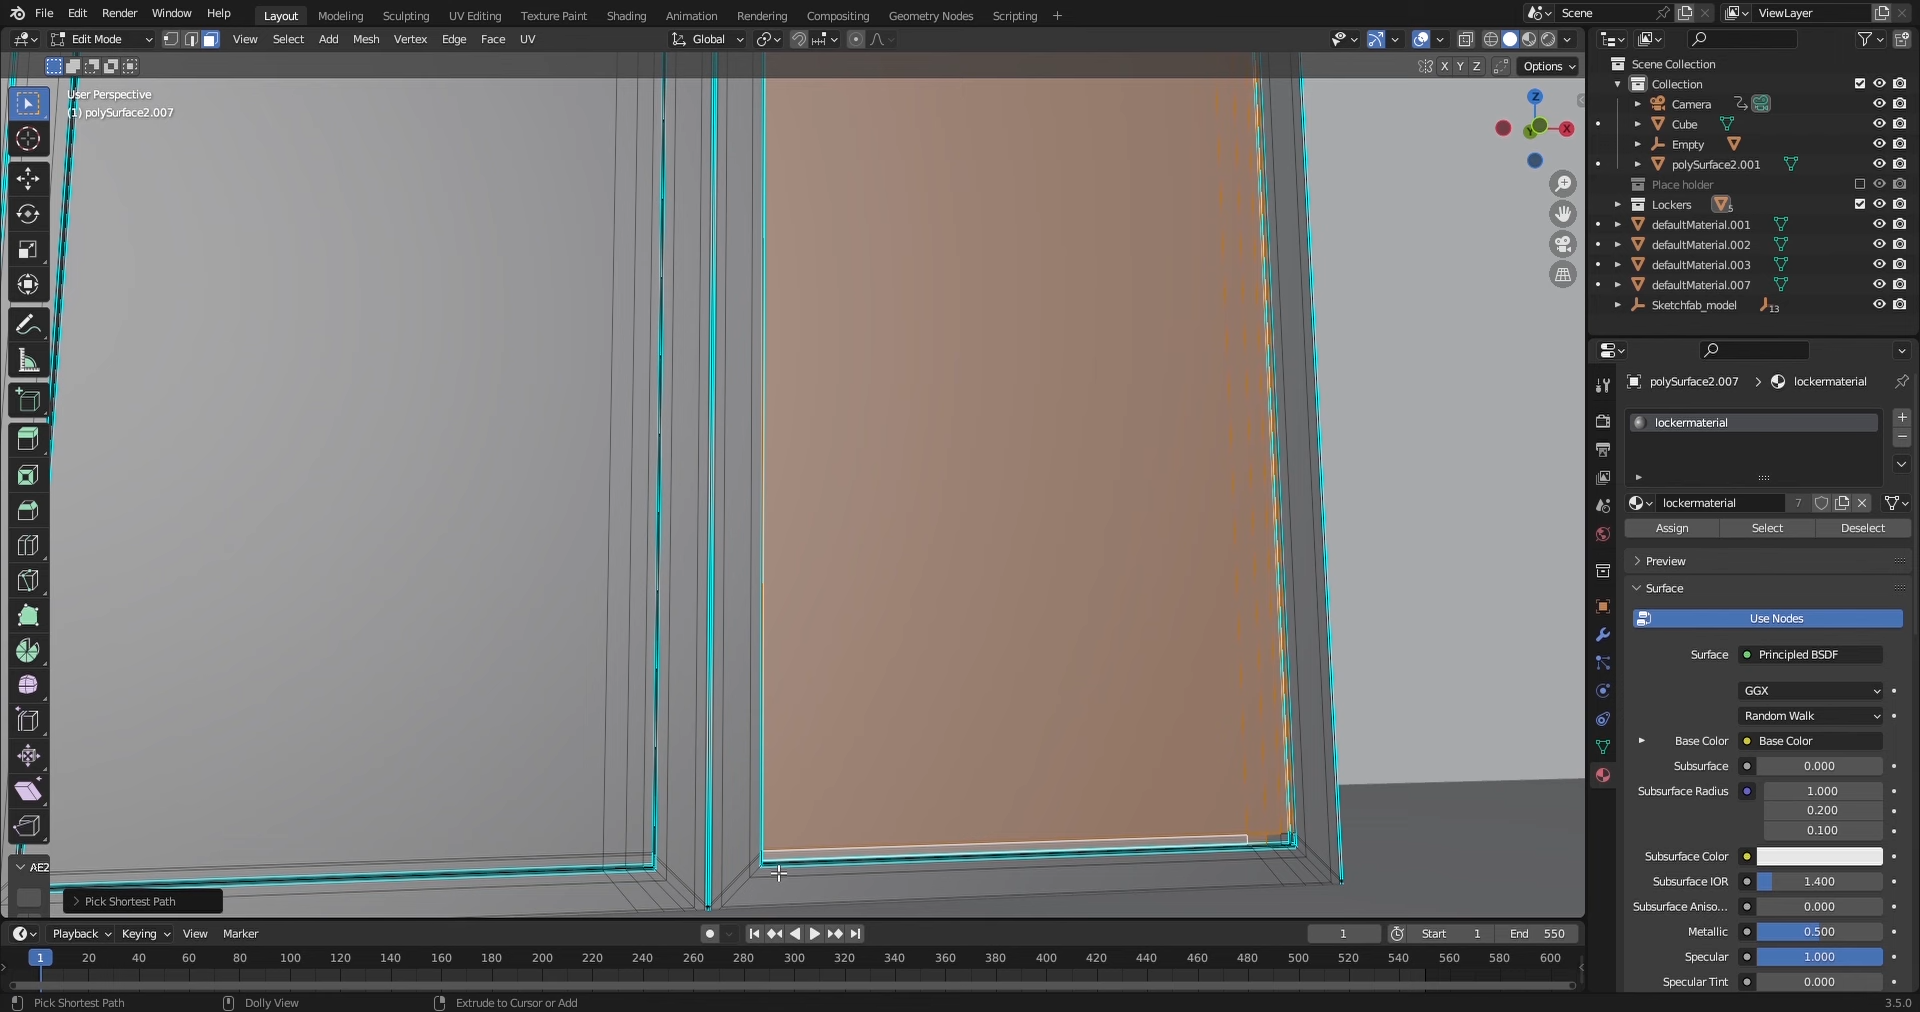 File Edit Render Window Help Layout Modeling Sculpting UV Editing Texture Paint Shading Animation Rendering Compositing Geometry Nodes Scripting + Scene ViewLayer
Edit Mode View Select Add Mesh Vertex Edge Face UV Global
X Y Z Options
User Perspective
(1) polySurface2.007
Z
X
Y
Scene Collection
Collection
Camera
Cube
Empty
polySurface2.001
Place holder
Lockers 5
defaultMaterial.001
defaultMaterial.002
defaultMaterial.003
defaultMaterial.007
Sketchfab_model 13
polySurface2.007 > lockermaterial
lockermaterial
lockermaterial 7
Assign Select Deselect
Preview
Surface
Use Nodes
Surface Principled BSDF
GGX
Random Walk
Base Color Base Color
Subsurface 0.000
Subsurface Radius 1.000
0.200
0.100
Subsurface Color
Subsurface IOR 1.400
Subsurface Aniso... 0.000
Metallic 0.500
Specular 1.000
Specular Tint 0.000
AE2
Pick Shortest Path
Playback Keying View Marker 1 Start 1 End 550
1 20 40 60 80 100 120 140 160 180 200 220 240 260 280 300 320 340 360 380 400 420 440 460 480 500 520 540 560 580 600
Pick Shortest Path Dolly View Extrude to Cursor or Add 3.5.0